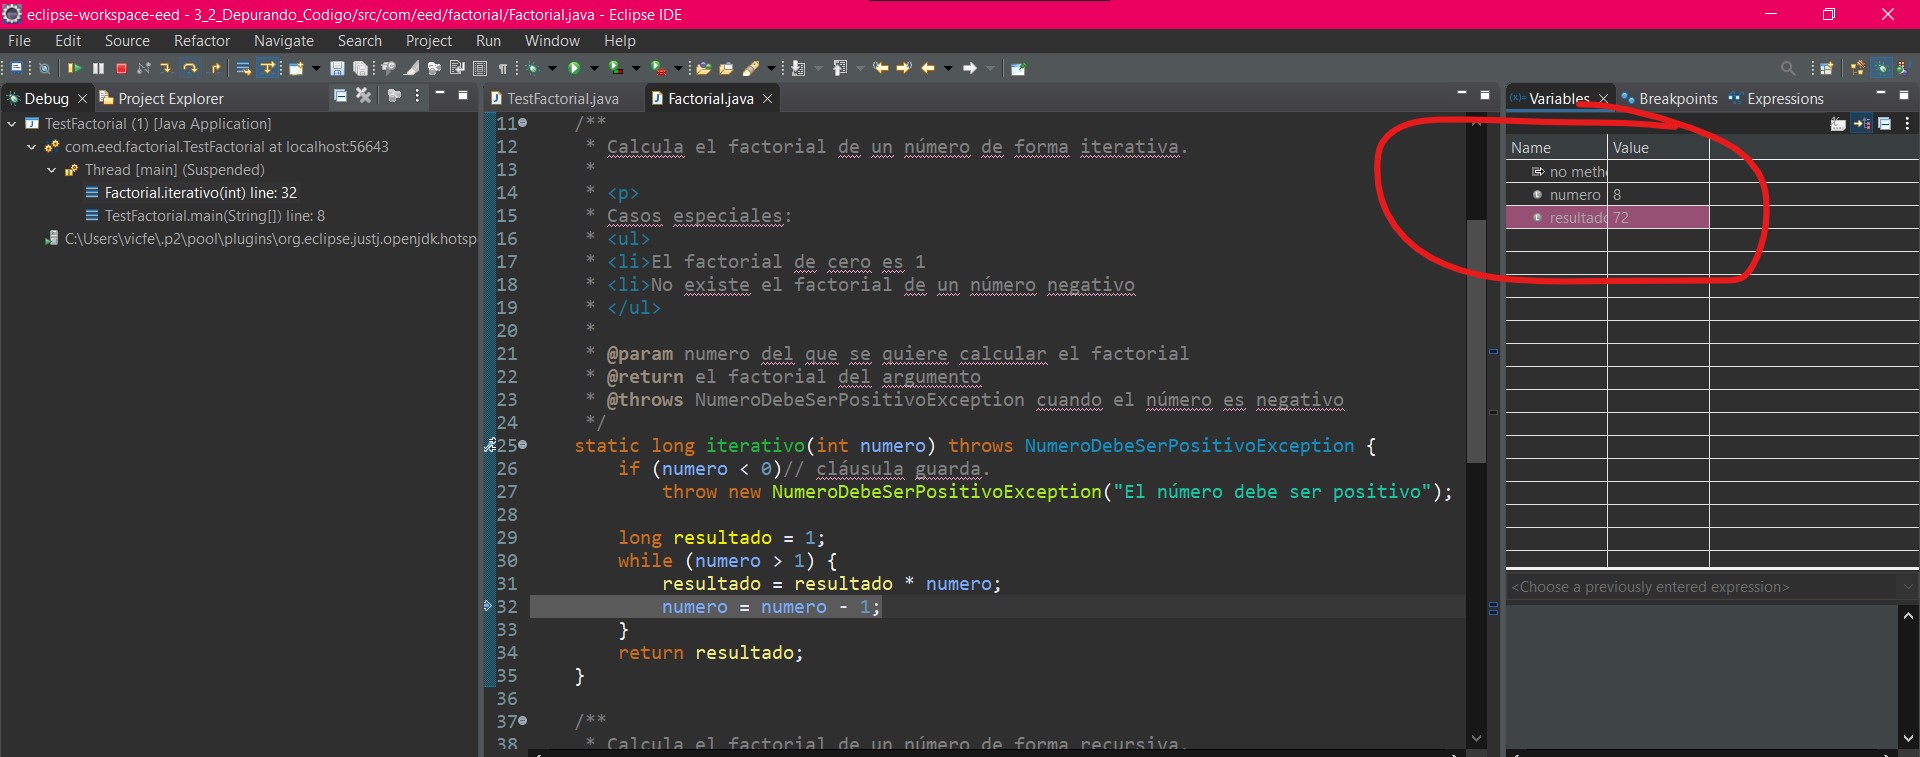 eclipse-workspace-eed - 3_2_Depurando_Codigo/src/com/eed/factorial/Factorial.java - Eclipse IDE
File Edit Source Refactor Navigate Search Project Run Window Help
Debug Project Explorer
TestFactorial (1) [Java Application]
com.eed.factorial.TestFactorial at localhost:56643
Thread [main] (Suspended)
Factorial.iterativo(int) line: 32
TestFactorial.main(String[]) line: 8
C:\Users\vicfe\.p2\pool\plugins\org.eclipse.justj.openjdk.hotsp
TestFactorial.java Factorial.java
11 /**
12 * Calcula el factorial de un número de forma iterativa.
13 *
14 * <p>
15 * Casos especiales:
16 * <ul>
17 * <li>El factorial de cero es 1
18 * <li>No existe el factorial de un número negativo
19 * </ul>
20 *
21 * @param numero del que se quiere calcular el factorial
22 * @return el factorial del argumento
23 * @throws NumeroDebeSerPositivoException cuando el número es negativo
24 */
25 static long iterativo(int numero) throws NumeroDebeSerPositivoException {
26 if (numero < 0)// cláusula guarda.
27 throw new NumeroDebeSerPositivoException("El número debe ser positivo");
28
29 long resultado = 1;
30 while (numero > 1) {
31 resultado = resultado * numero;
32 numero = numero - 1;
33 }
34 return resultado;
35 }
36
37 /**
38 * Calcula el factorial de un número de forma recursiva.
Variables Breakpoints Expressions
Name Value
no meth
numero 8
resultado 72
<Choose a previously entered expression>